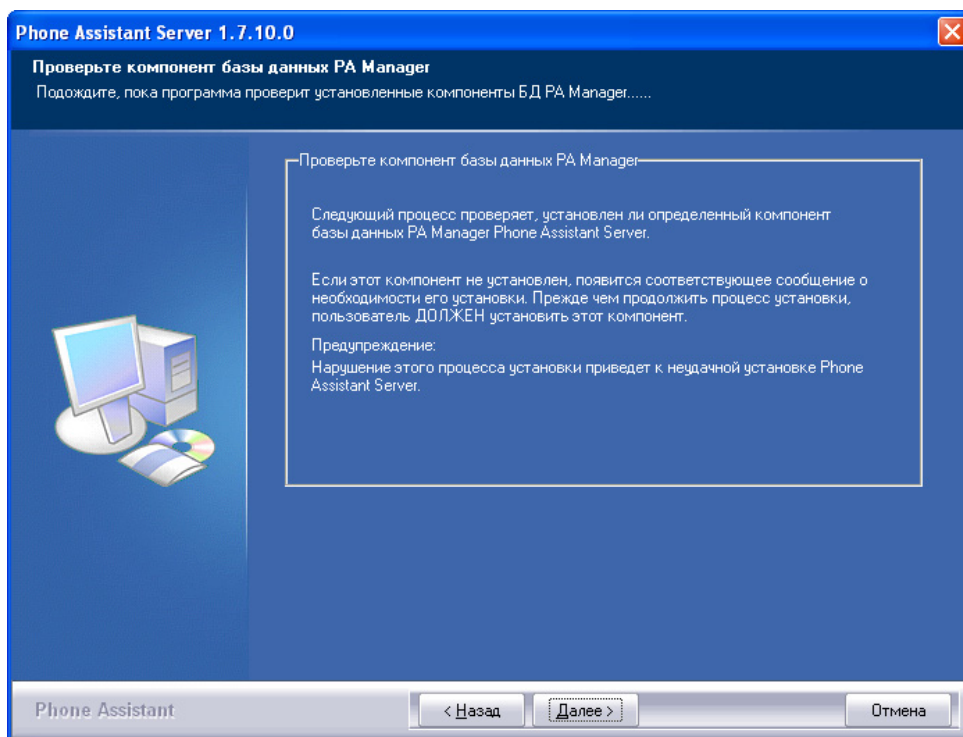 Phone Assistant Server 1.7.10.0
Проверьте компонент базы данных PA Manager
Подождите, пока программа проверит установленные компоненты БД PA Manager......
Проверьте компонент базы данных PA Manager
Следующий процесс проверяет, установлен ли определенный компонент
базы данных PA Manager Phone Assistant Server.
Если этот компонент не установлен, появится соответствующее сообщение о
необходимости его установки. Прежде чем продолжить процесс установки,
пользователь ДОЛЖЕН установить этот компонент.
Предупреждение:
Нарушение этого процесса установки приведет к неудачной установке Phone
Assistant Server.
Phone Assistant
< Назад
Далее >
Отмена